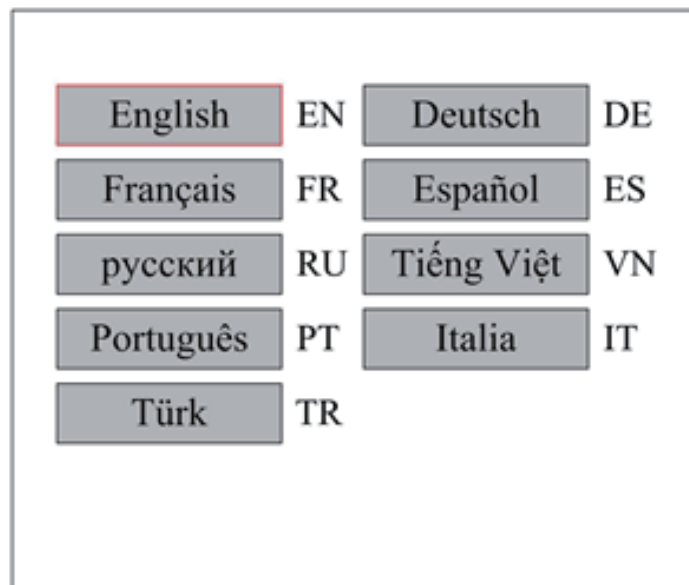 English EN Deutsch DE
Français FR Español ES
русский RU Tiếng Việt VN
Português PT Italia IT
Türk TR